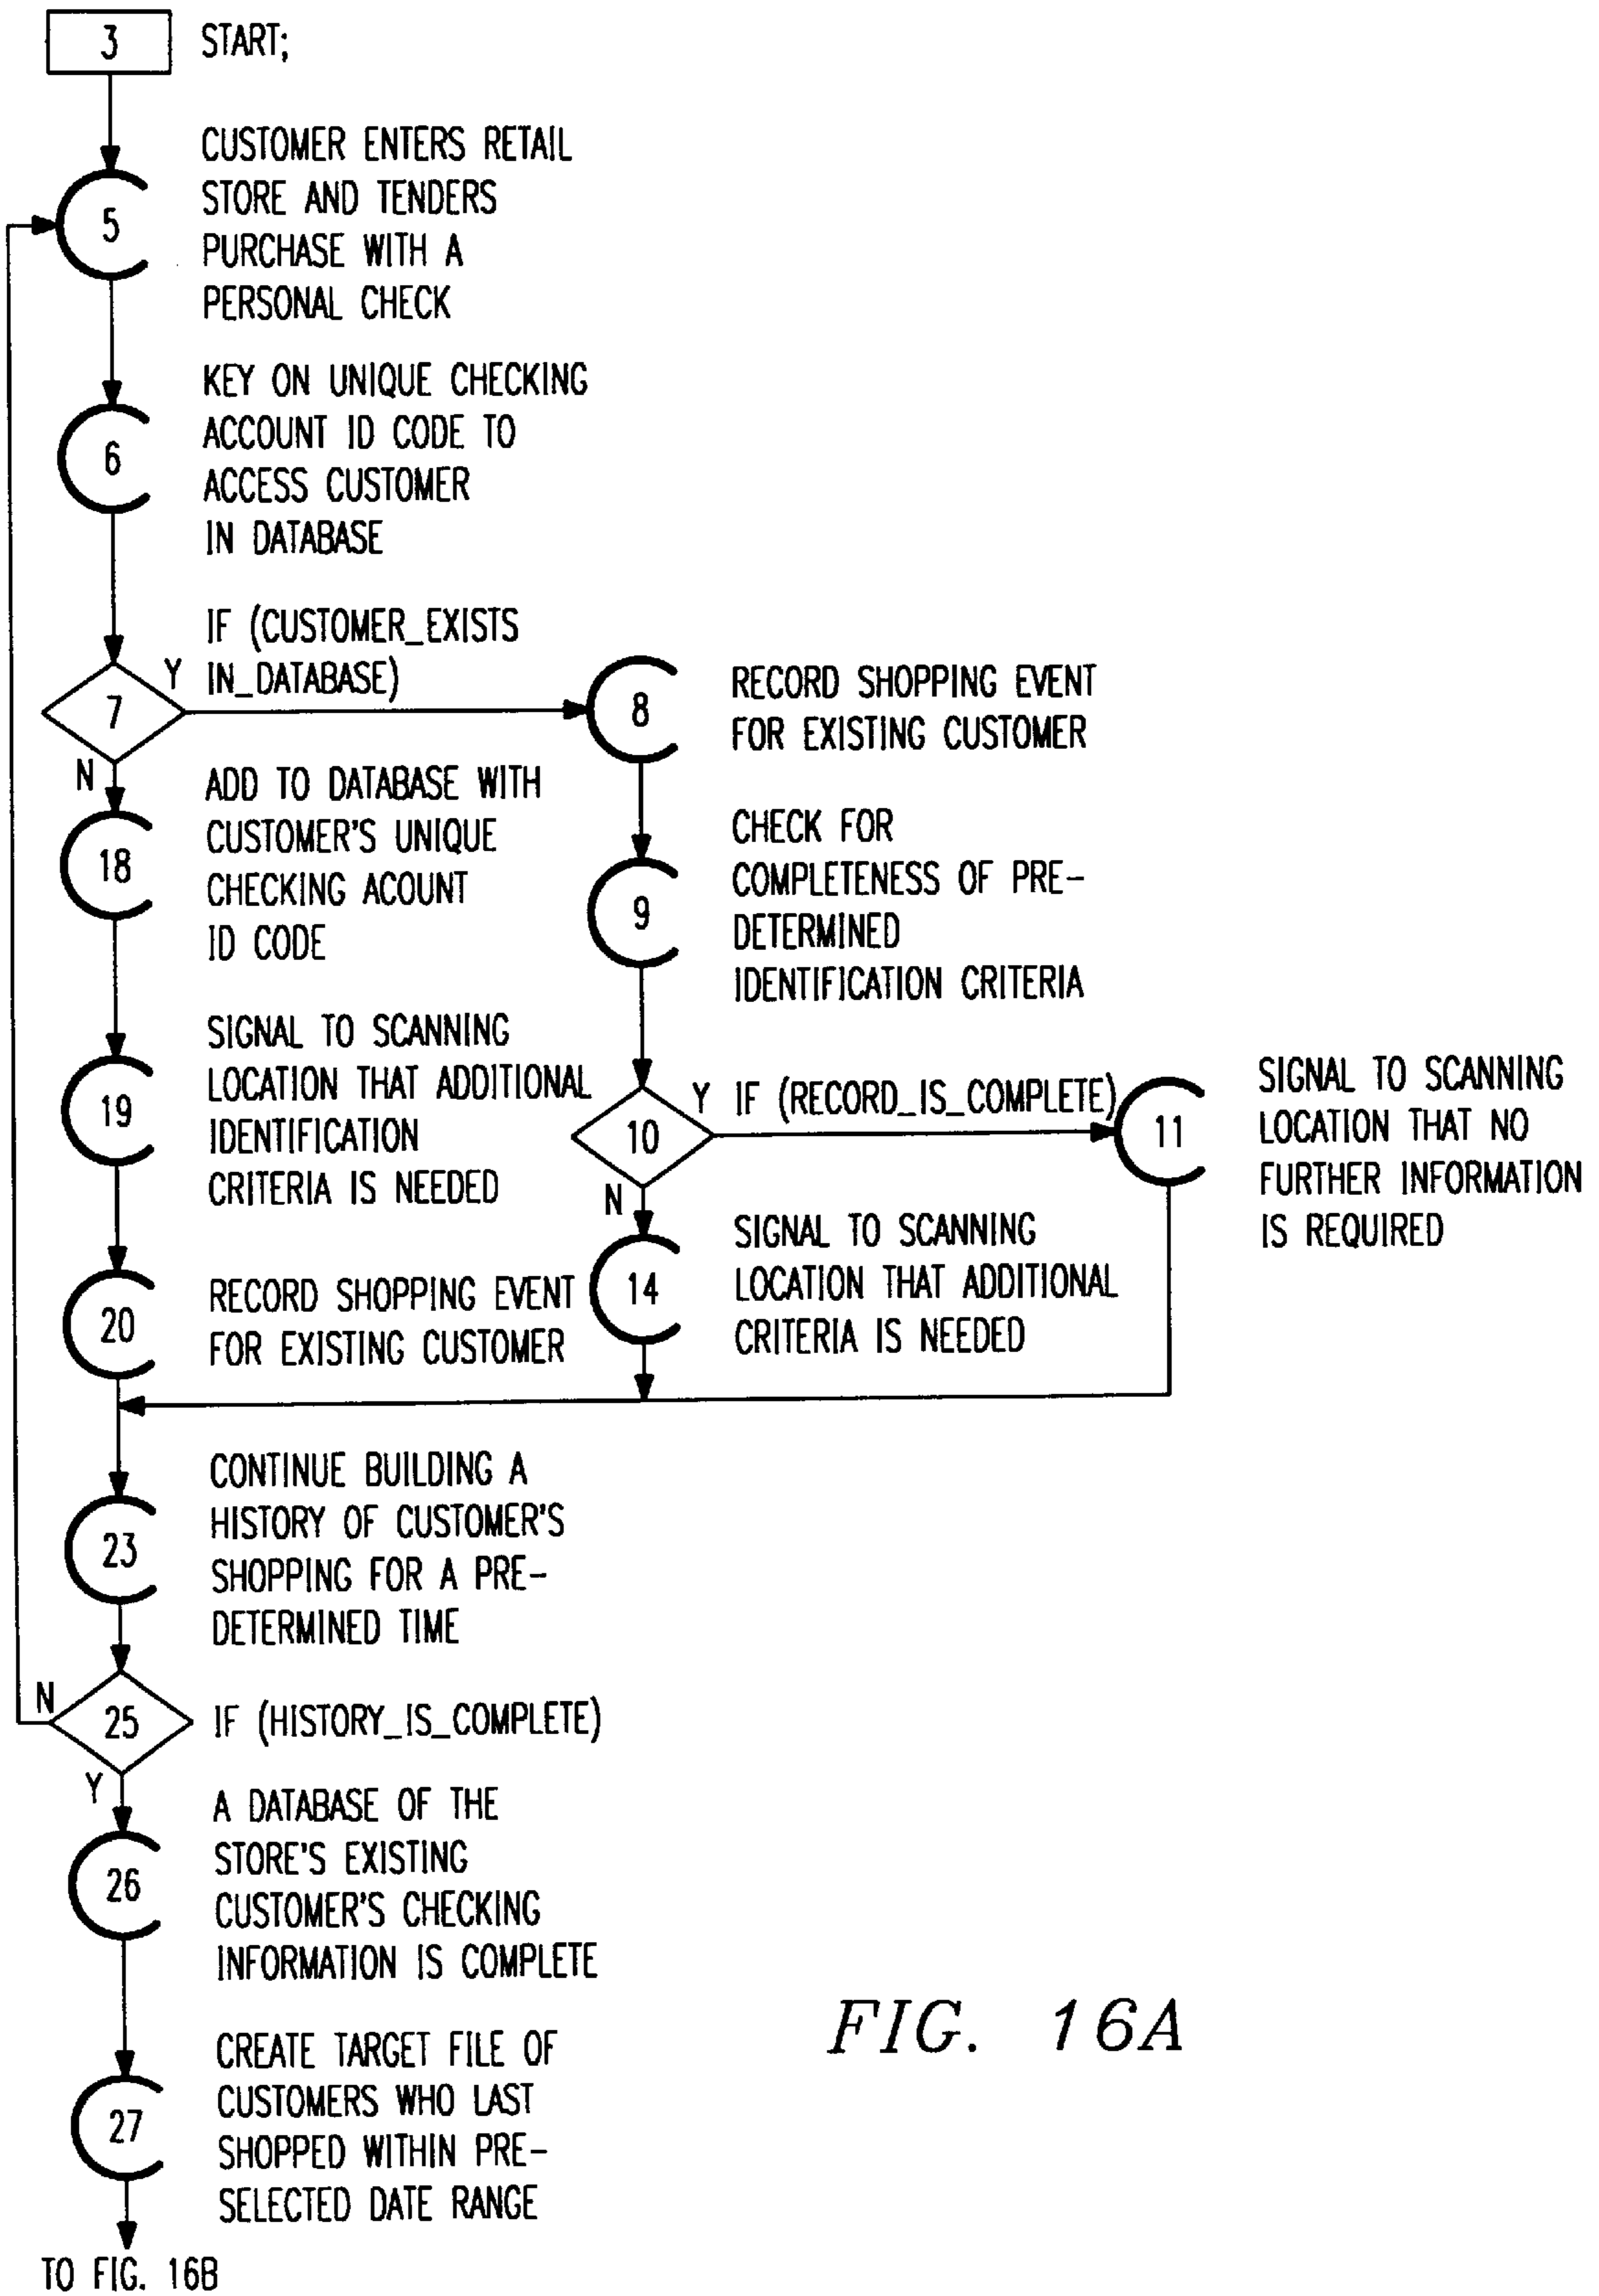 3 START;
CUSTOMER ENTERS RETAIL
STORE AND TENDERS
5
PURCHASE WITH A
PERSONAL CHECK
KEY ON UNIQUE CHECKING
ACCOUNT ID CODE TO
6
ACCESS CUSTOMER
IN DATABASE
IF (CUSTOMER_EXISTS
Y IN_DATABASE)
7
N
8
RECORD SHOPPING EVENT
FOR EXISTING CUSTOMER
ADD TO DATABASE WITH
CUSTOMER'S UNIQUE
18
CHECKING ACOUNT
ID CODE
CHECK FOR
COMPLETENESS OF PRE-
9
DETERMINED
IDENTIFICATION CRITERIA
SIGNAL TO SCANNING
LOCATION THAT ADDITIONAL
19
IDENTIFICATION
CRITERIA IS NEEDED
Y IF (RECORD_IS_COMPLETE)
10
N
11
SIGNAL TO SCANNING
LOCATION THAT NO
FURTHER INFORMATION
IS REQUIRED
20
RECORD SHOPPING EVENT
FOR EXISTING CUSTOMER
14
SIGNAL TO SCANNING
LOCATION THAT ADDITIONAL
CRITERIA IS NEEDED
CONTINUE BUILDING A
HISTORY OF CUSTOMER'S
23
SHOPPING FOR A PRE-
DETERMINED TIME
N
25 IF (HISTORY_IS_COMPLETE)
Y
A DATABASE OF THE
STORE'S EXISTING
26
CUSTOMER'S CHECKING
INFORMATION IS COMPLETE
CREATE TARGET FILE OF
CUSTOMERS WHO LAST
27
SHOPPED WITHIN PRE-
SELECTED DATE RANGE
TO FIG. 16B
FIG. 16A